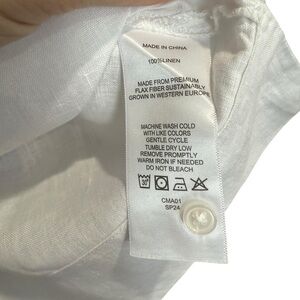 MADE IN CHINA
100% LINEN
MADE FROM PREMIUM
FLAX FIBER SUSTAINABLY
GROWN IN WESTERN EUROPE
MACHINE WASH COLD
WITH LIKE COLORS
GENTLE CYCLE
TUMBLE DRY LOW
REMOVE PROMPTLY
WARM IRON IF NEEDED
DO NOT BLEACH
30°
CMA01
SP24